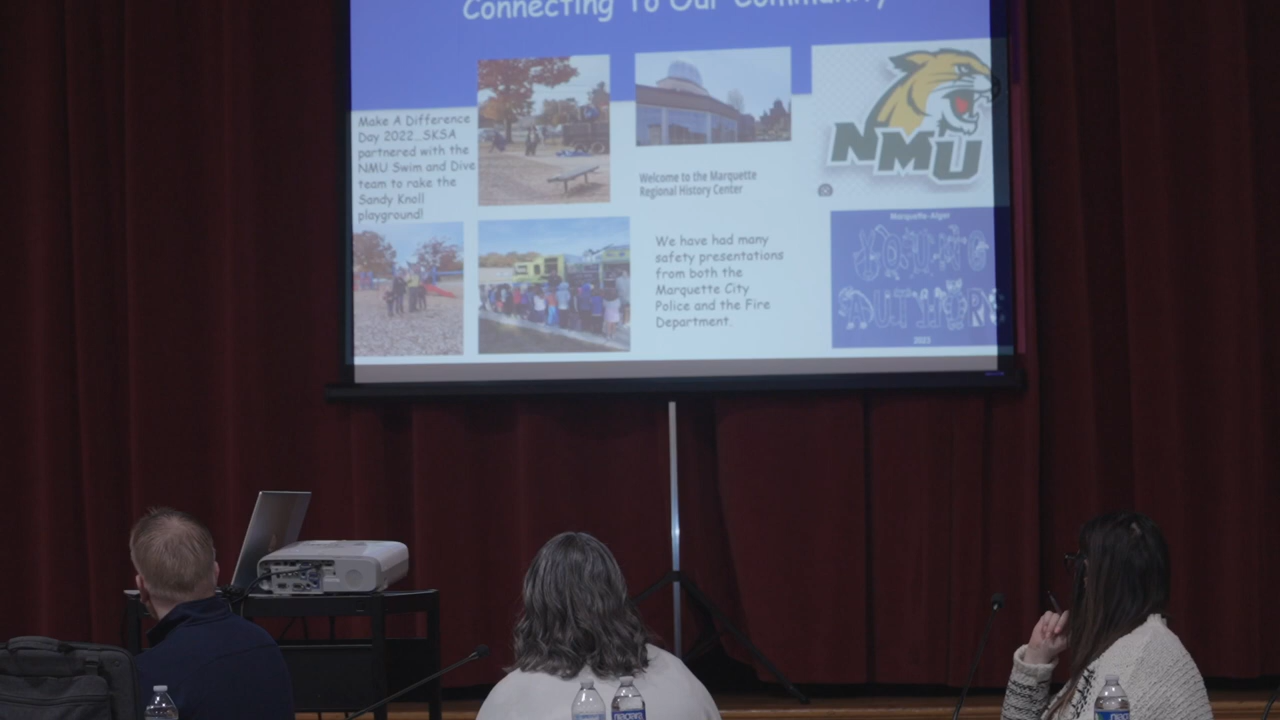 Connecting To Our Community
Make A Difference
Day 2022...SKSA
partnered with the
NMU Swim and Dive
team to rake the
Sandy Knoll
playground!
Welcome to the Marquette
Regional History Center
We have had many
safety presentations
from both the
Marquette City
Police and the Fire
Department.
NMU
Marquette-Alger
YOUNG
AUTHORS
2023